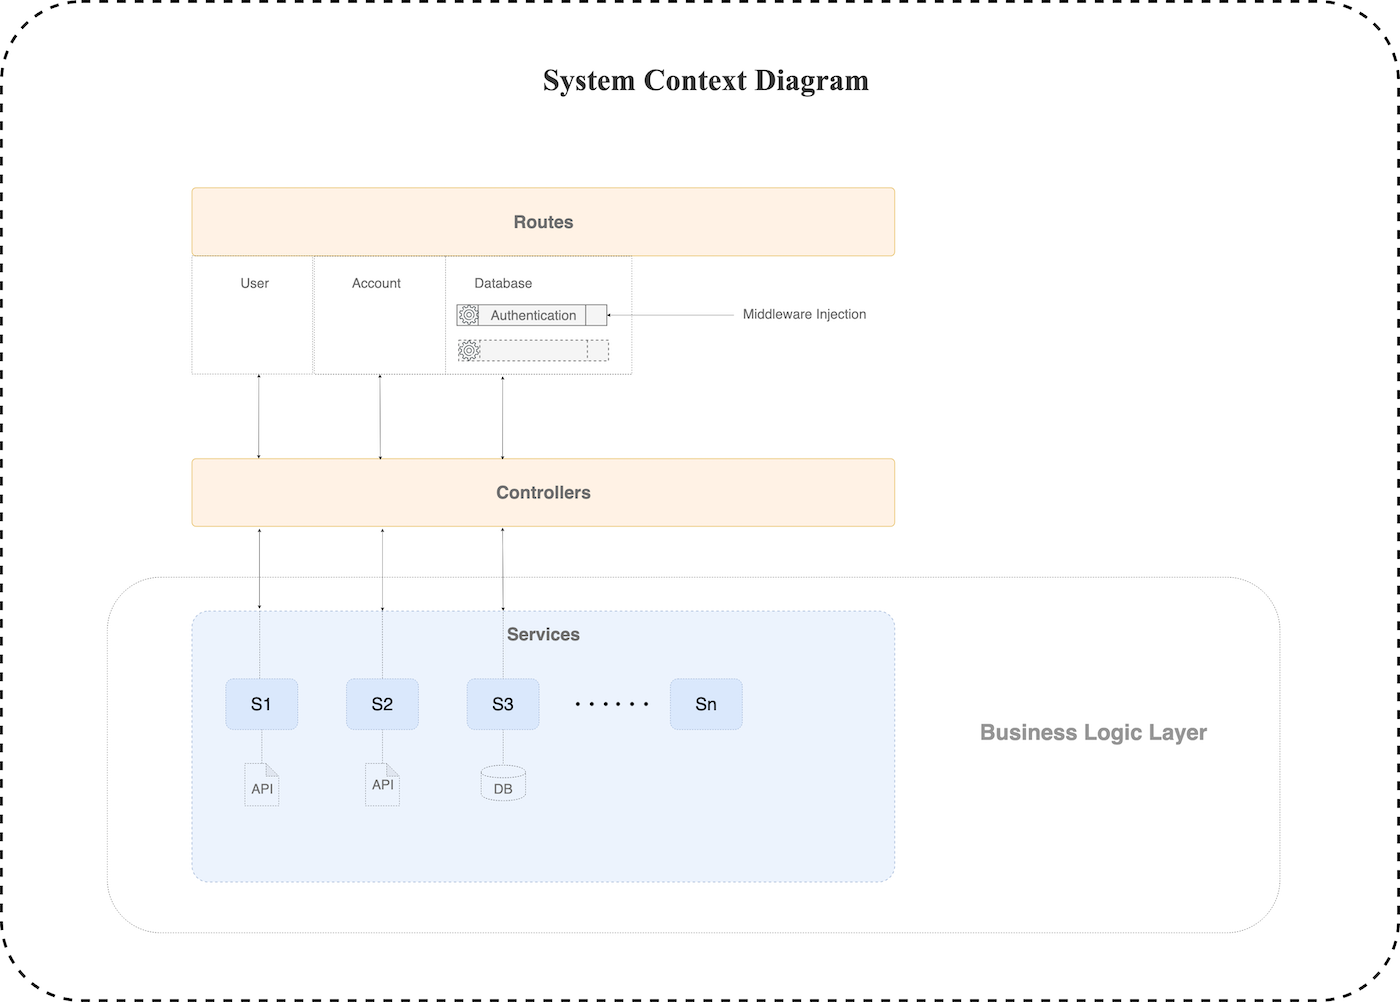 System Context Diagram
Routes
User
Account
Database
Authentication
Middleware Injection
Controllers
Services
S1
S2
S3
Sn
API
API
DB
Business Logic Layer